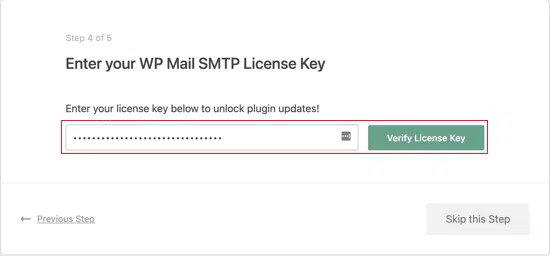 Step 4 of 5
Enter your WP Mail SMTP License Key
Enter your license key below to unlock plugin updates!
Verify License Key
← Previous Step
Skip this Step